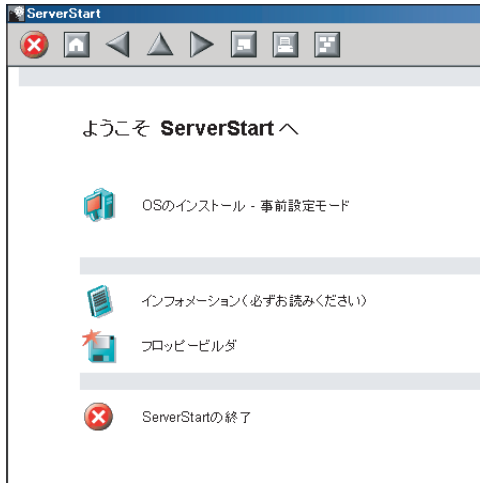 ServerStart
ようこそ ServerStart へ
OSのインストール - 事前設定モード
インフォメーション(必ずお読みください)
フロッピービルダ
ServerStartの終了